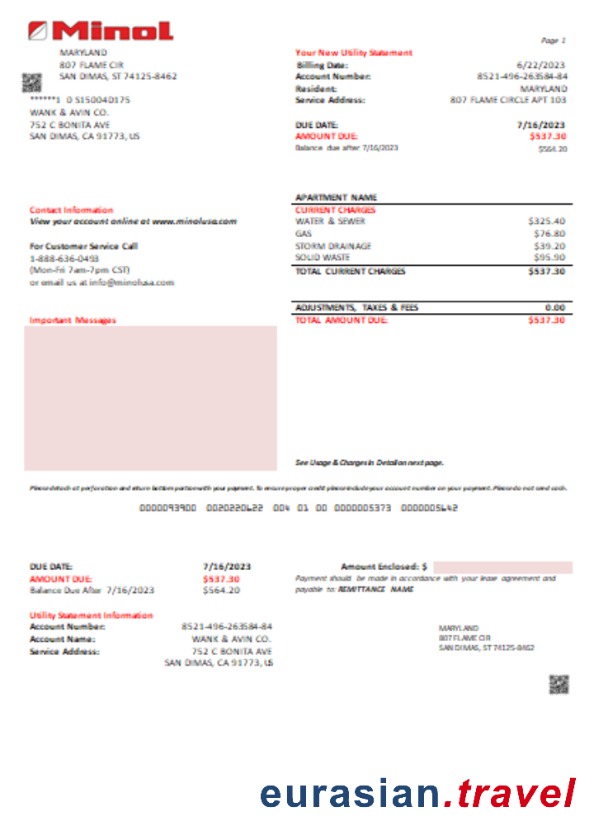 Minol
Page 1
MARYLAND
807 FLAME CIR
SAN DIMAS, ST 74125-8462
******1 0 S15004D175
WANK & AVIN CO.
752 C BONITA AVE
SAN DIMAS, CA 91773, US
Your New Utility Statement
Billing Date: 6/22/2023
Account Number: 8521-496-263584-84
Resident: MARYLAND
Service Address: 807 FLAME CIRCLE APT 103
DUE DATE: 7/16/2023
AMOUNT DUE: $537.30
Balance due after 7/16/2023 $564.20
Contact Information
View your account online at www.minolusa.com
For Customer Service Call
1-888-636-0493
(Mon-Fri 7am-7pm CST)
or email us at info@minolusa.com
APARTMENT NAME
CURRENT CHARGES
WATER & SEWER $325.40
GAS $76.80
STORM DRAINAGE $39.20
SOLID WASTE $95.90
TOTAL CURRENT CHARGES $537.30
ADJUSTMENTS, TAXES & FEES 0.00
TOTAL AMOUNT DUE: $537.30
Important Messages
See Usage & Charges in Detail on next page.
Please detach at perforation and return bottom portion with your payment. To ensure proper credit please include your account number on your payment. Please do not send cash.
0000093900 0020220622 004 01 00 0000005373 0000005642
DUE DATE: 7/16/2023
AMOUNT DUE: $537.30
Balance Due After 7/16/2023 $564.20
Amount Enclosed: $
Payment should be made in accordance with your lease agreement and
payable to: REMITTANCE NAME
Utility Statement Information
Account Number: 8521-496-263584-84
Account Name: WANK & AVIN CO.
Service Address: 752 C BONITA AVE
SAN DIMAS, CA 91773, US
MARYLAND
807 FLAME CIR
SAN DIMAS, ST 74125-8462
eurasian.travel